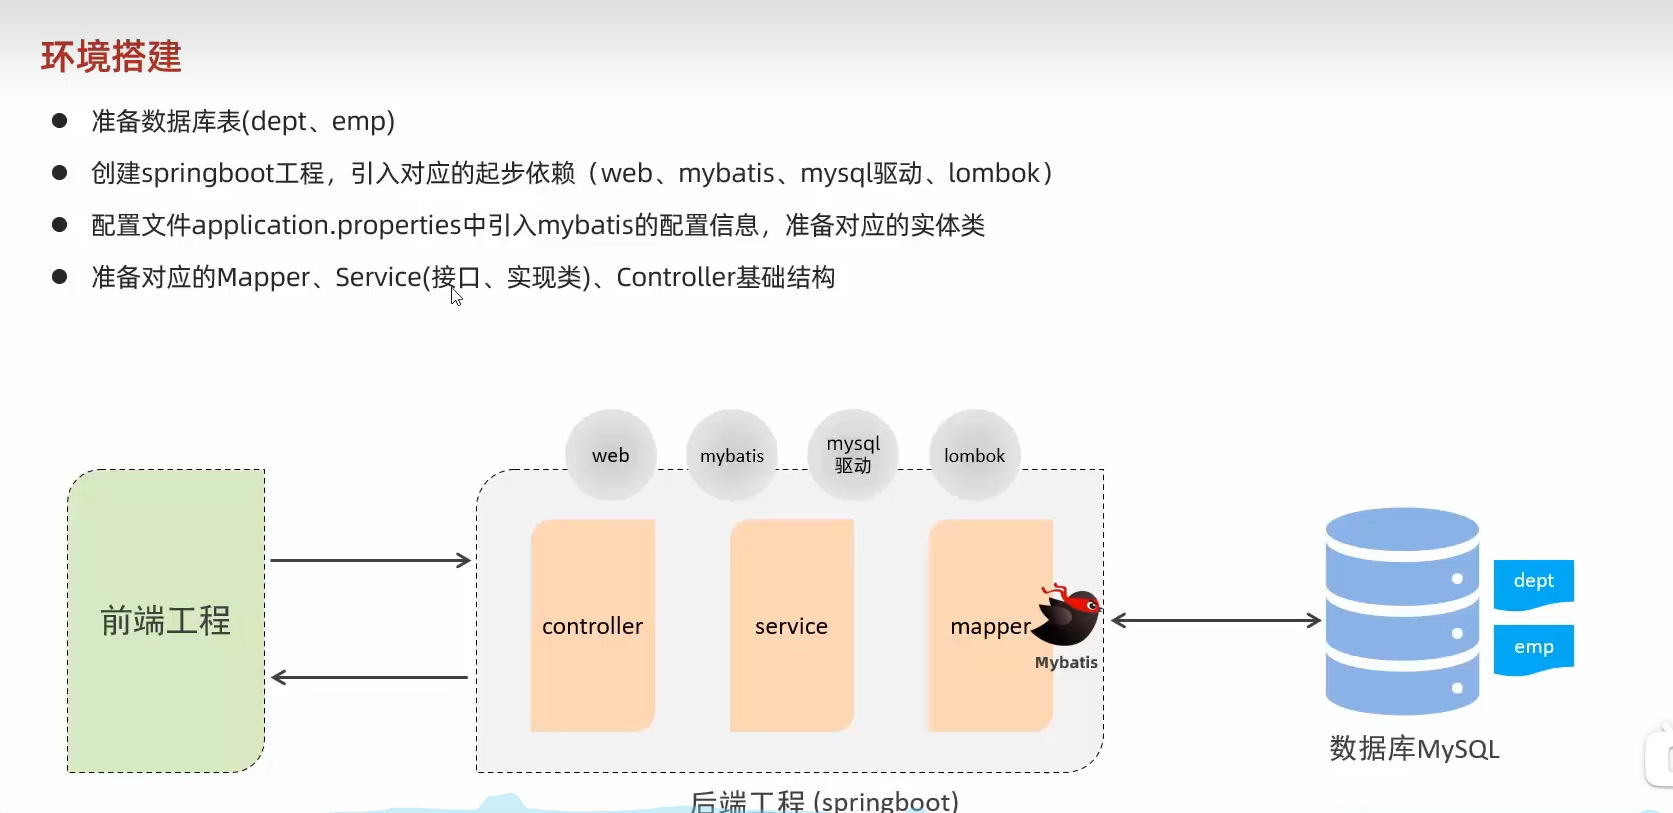 环境搭建
准备数据库表(dept、emp)
创建springboot工程，引入对应的起步依赖（web、mybatis、mysql驱动、lombok）
配置文件application.properties中引入mybatis的配置信息，准备对应的实体类
准备对应的Mapper、Service(接口、实现类)、Controller基础结构
web
mybatis
mysql
驱动
lombok
前端工程
controller
service
mapper
Mybatis
dept
emp
数据库MySQL
后端工程 (springboot)